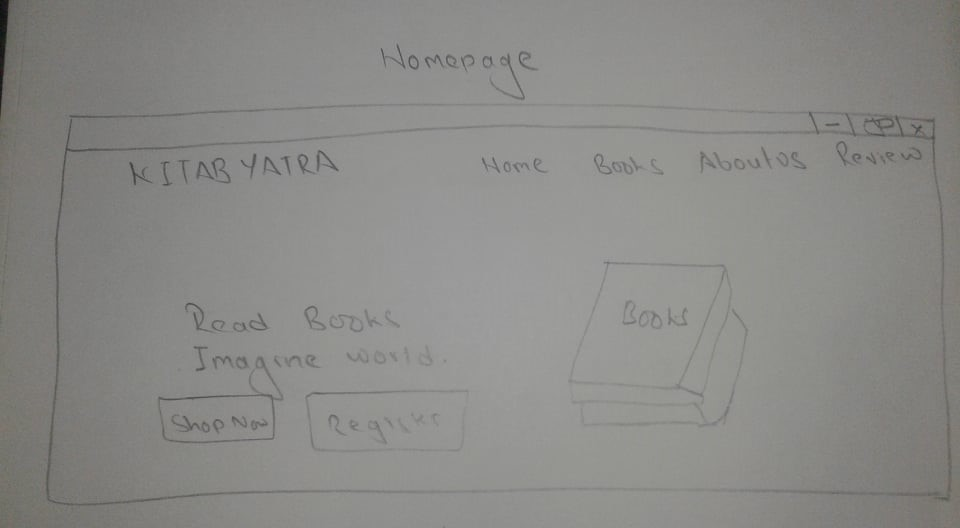 Homepage
KITAB YATRA Home Books About us Review
Read Books
Imagine world.
Books
Shop Now Register